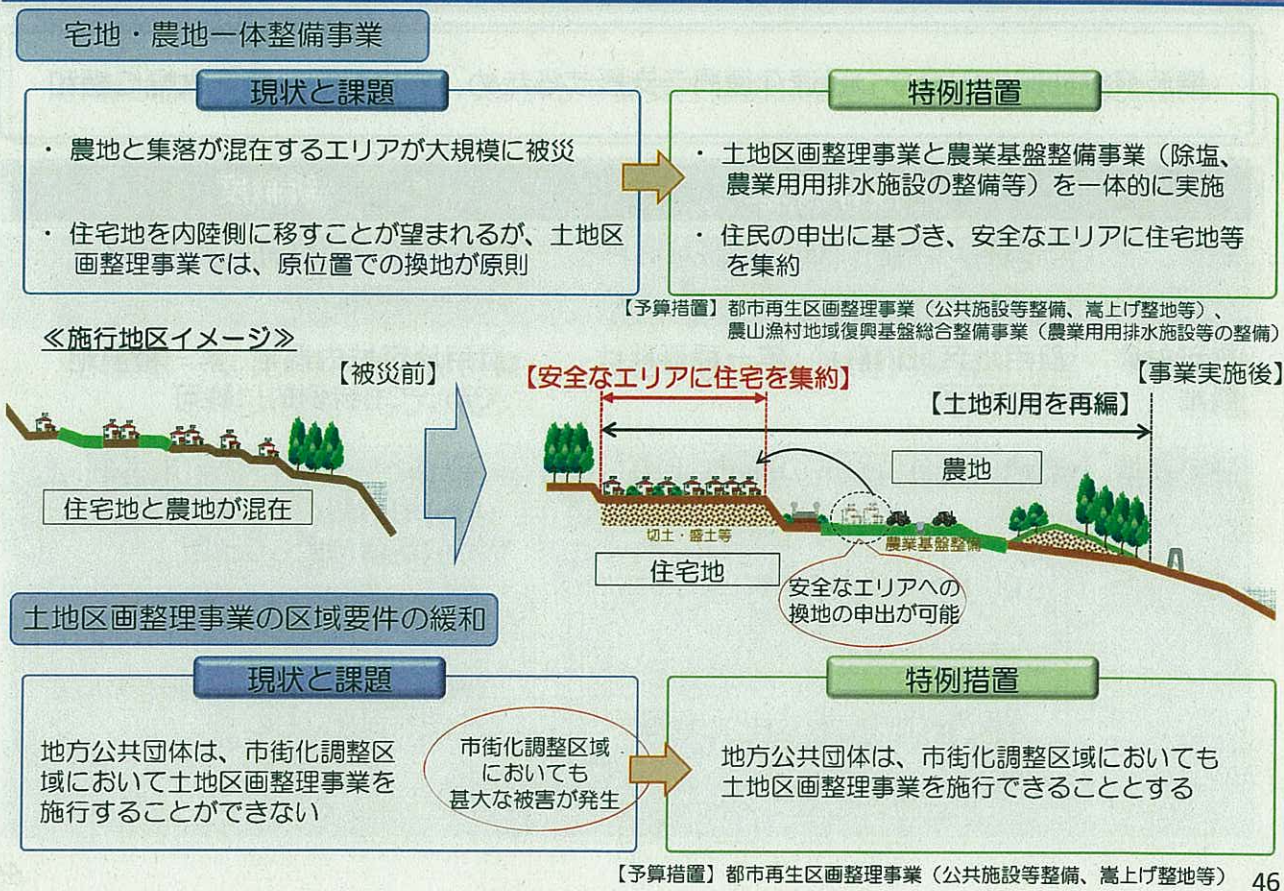 宅地・農地一体整備事業
現状と課題
・ 農地と集落が混在するエリアが大規模に被災
・ 住宅地を内陸側に移すことが望まれるが、土地区
画整理事業では、原位置での換地が原則
特例措置
・ 土地区画整理事業と農業基盤整備事業（除塩、
農業用用排水施設の整備等）を一体的に実施
・ 住民の申出に基づき、安全なエリアに住宅地等
を集約
【予算措置】都市再生区画整理事業（公共施設等整備、嵩上げ整地等）、
農山漁村地域復興基盤総合整備事業（農業用用排水施設等の整備）
≪施行地区イメージ≫
【被災前】
住宅地と農地が混在
【安全なエリアに住宅を集約】
【事業実施後】
【土地利用を再編】
農地
切土・盛土等
農業基盤整備
住宅地
安全なエリアへの
換地の申出が可能
土地区画整理事業の区域要件の緩和
現状と課題
地方公共団体は、市街化調整区
域において土地区画整理事業を
施行することができない
市街化調整区域
においても
甚大な被害が発生
特例措置
地方公共団体は、市街化調整区域においても
土地区画整理事業を施行できることとする
【予算措置】都市再生区画整理事業（公共施設等整備、嵩上げ整地等）
46